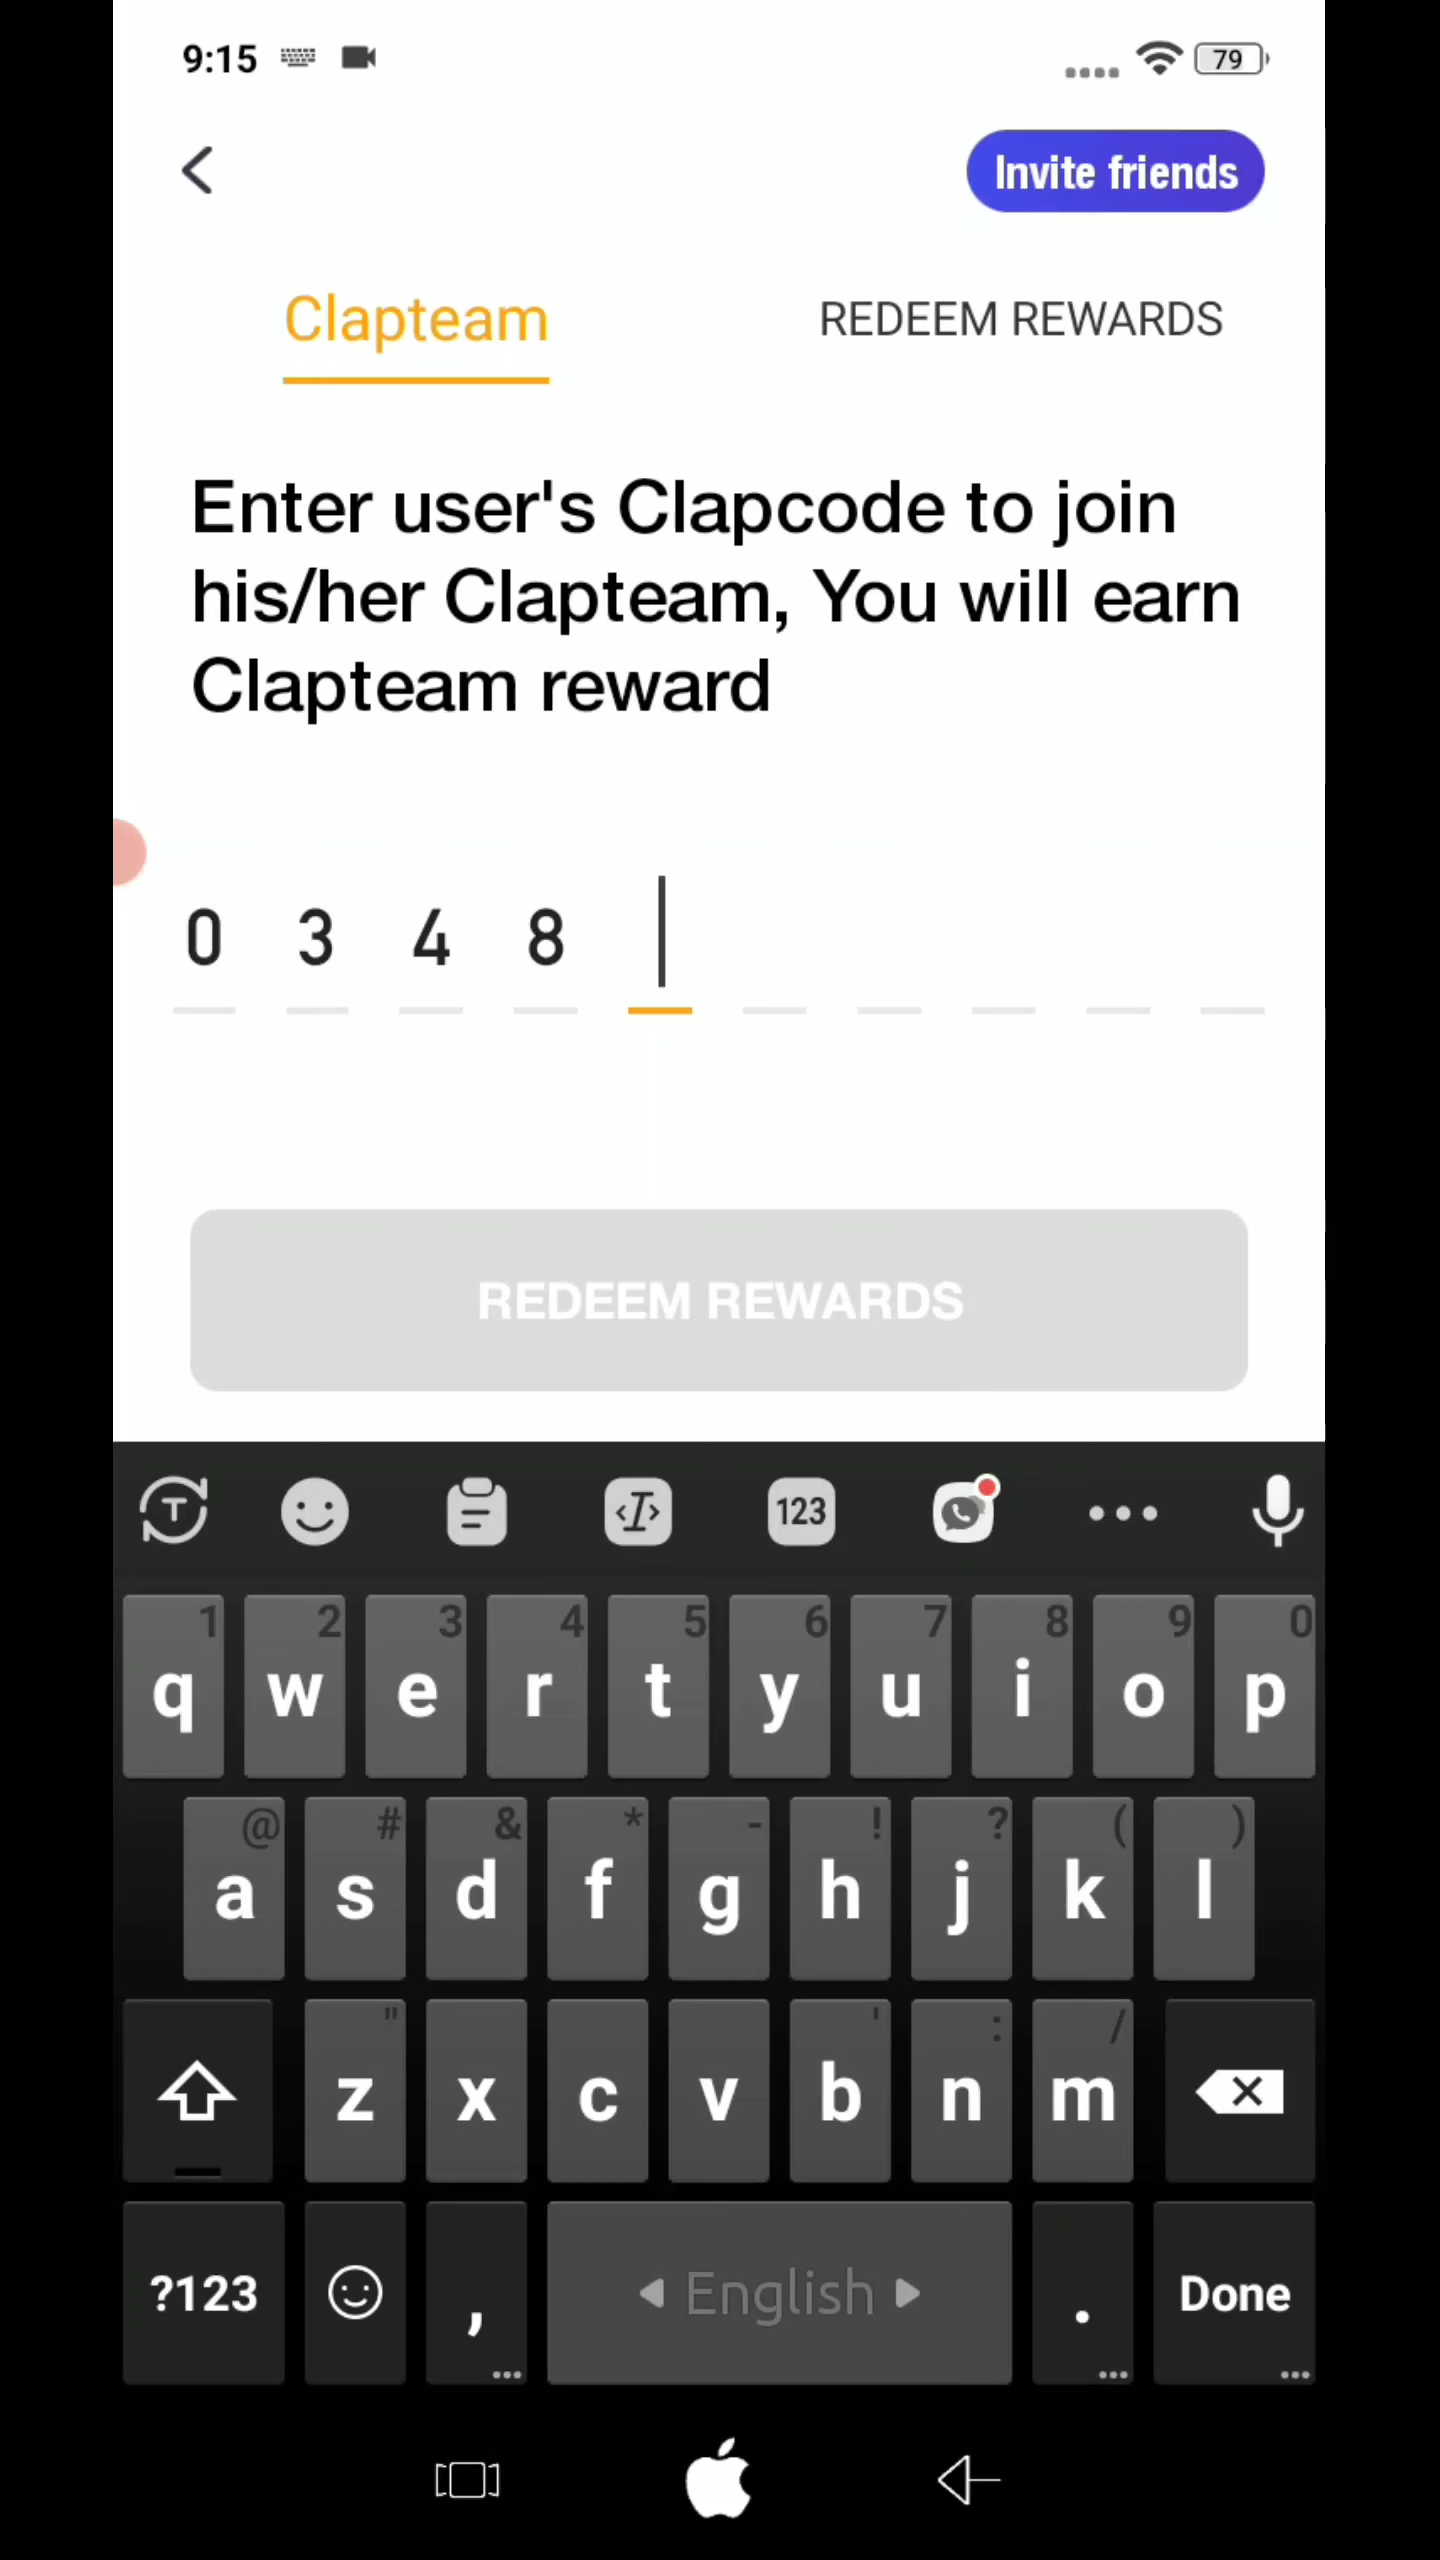 9:15
79
Invite friends
Clapteam REDEEM REWARDS
Enter user's Clapcode to join
his/her Clapteam, You will earn
Clapteam reward
0 3 4 8
REDEEM REWARDS
T 123
1 2 3 4 5 6 7 8 9 0
q w e r t y u i o p
@ # & * - ! ? ( )
a s d f g h j k l
" ' : /
z x c v b n m
?123 , English . Done